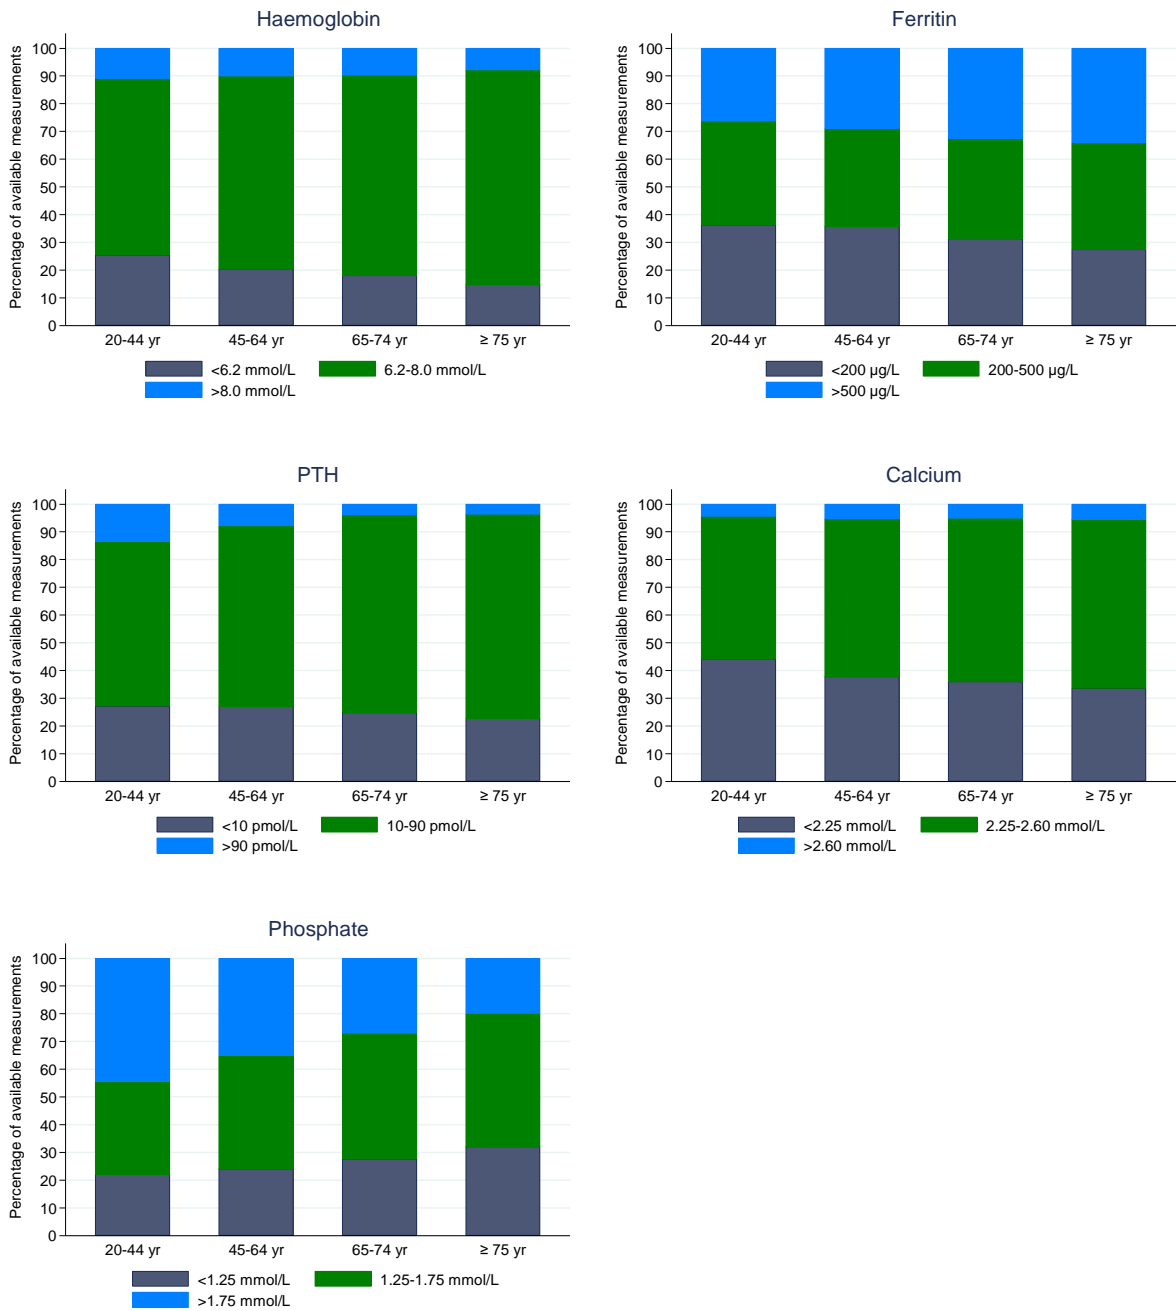 Haemoglobin
Percentage of available measurements
100
90
80
70
60
50
40
30
20
10
0
20-44 yr 45-64 yr 65-74 yr ≥ 75 yr
<6.2 mmol/L 6.2-8.0 mmol/L
>8.0 mmol/L
Ferritin
Percentage of available measurements
100
90
80
70
60
50
40
30
20
10
0
20-44 yr 45-64 yr 65-74 yr ≥ 75 yr
<200 µg/L 200-500 µg/L
>500 µg/L
PTH
Percentage of available measurements
100
90
80
70
60
50
40
30
20
10
0
20-44 yr 45-64 yr 65-74 yr ≥ 75 yr
<10 pmol/L 10-90 pmol/L
>90 pmol/L
Calcium
Percentage of available measurements
100
90
80
70
60
50
40
30
20
10
0
20-44 yr 45-64 yr 65-74 yr ≥ 75 yr
<2.25 mmol/L 2.25-2.60 mmol/L
>2.60 mmol/L
Phosphate
Percentage of available measurements
100
90
80
70
60
50
40
30
20
10
0
20-44 yr 45-64 yr 65-74 yr ≥ 75 yr
<1.25 mmol/L 1.25-1.75 mmol/L
>1.75 mmol/L